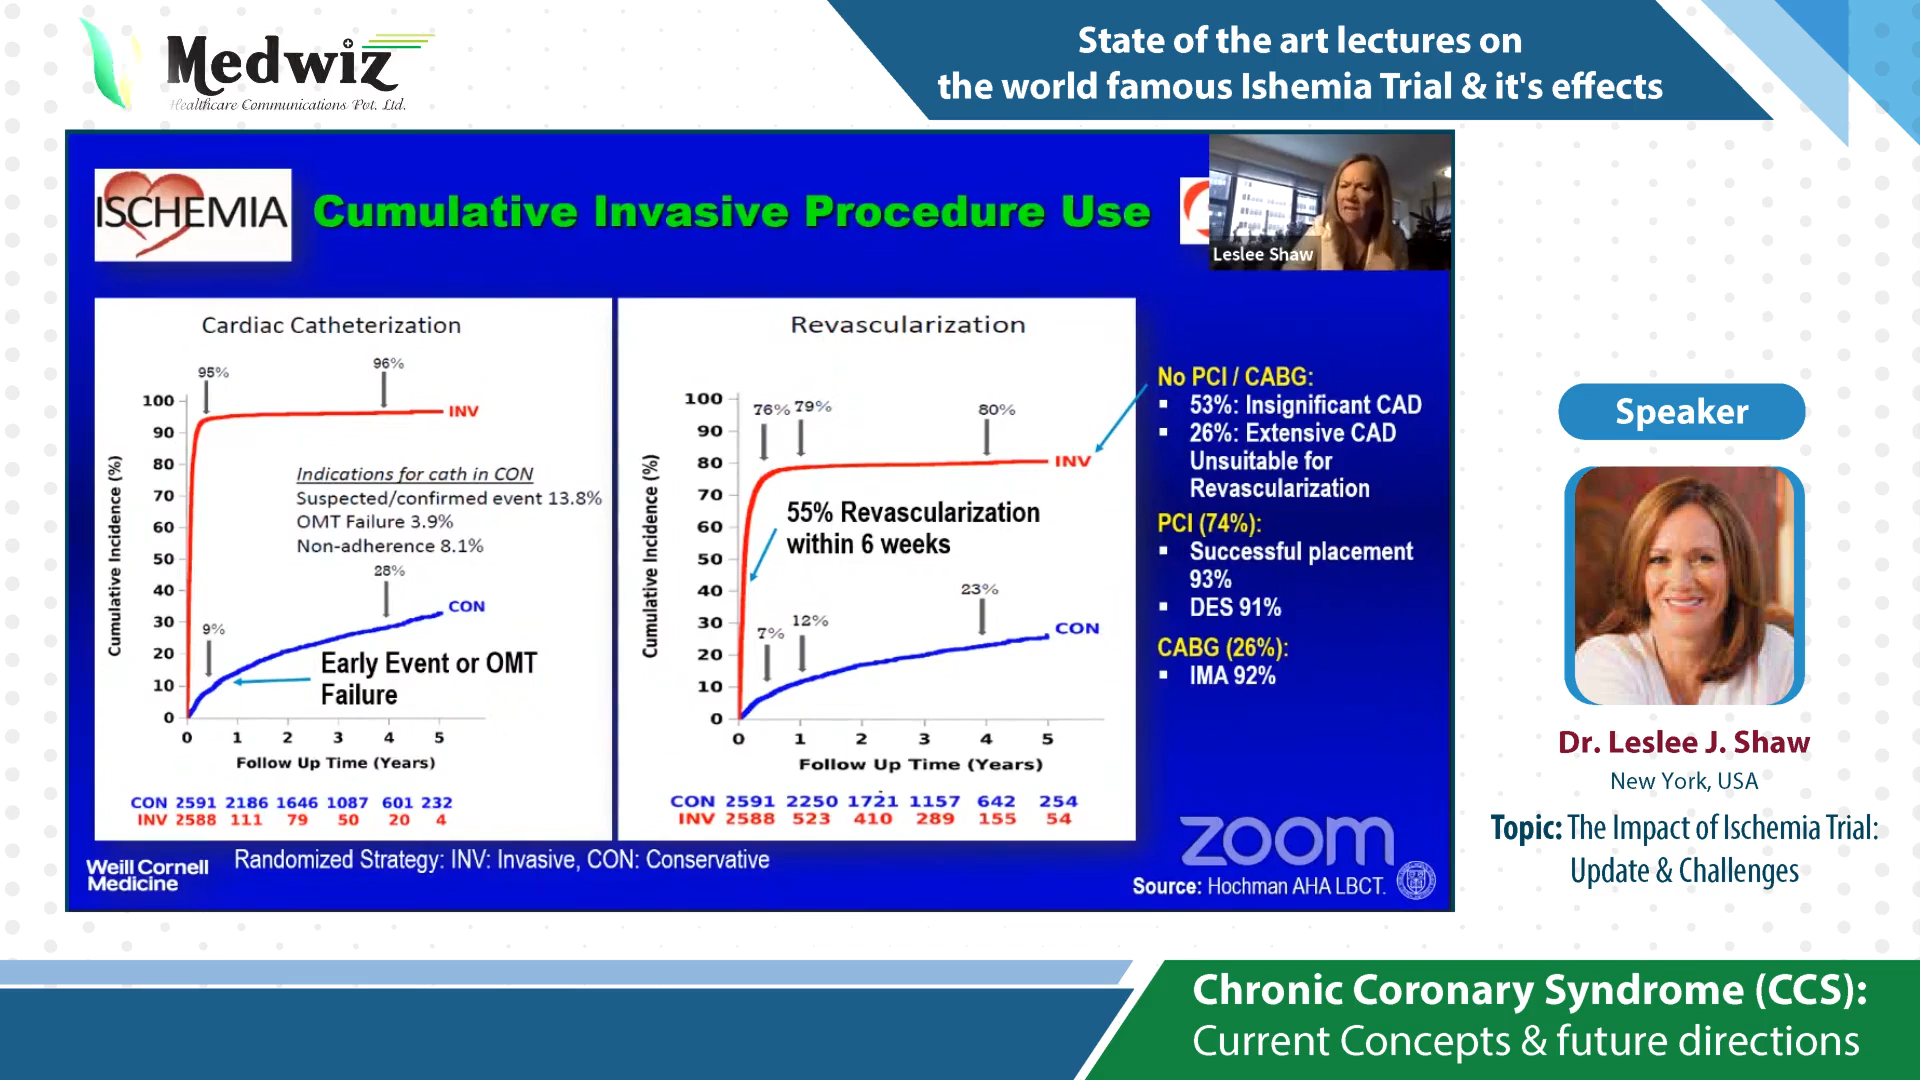 Medwiz
Healthcare Communications Pvt. Ltd.
State of the art lectures on
the world famous Ishemia Trial & it's effects
ISCHEMIA
Cumulative Invasive Procedure Use
Leslee Shaw
Cardiac Catheterization
95%
96%
100
90
80
70
60
50
40
30
20
10
0
Cumulative Incidence (%)
INV
Indications for cath in CON
Suspected/confirmed event 13.8%
OMT Failure 3.9%
Non-adherence 8.1%
28%
CON
9%
Early Event or OMT
Failure
0 1 2 3 4 5
Follow Up Time (Years)
CON 2591 2186 1646 1087 601 232
INV 2588 111 79 50 20 4
Revascularization
76% 79%
80%
100
90
80
70
60
50
40
30
20
10
0
Cumulative Incidence (%)
INV
55% Revascularization
within 6 weeks
23%
7% 12%
CON
0 1 2 3 4 5
Follow Up Time (Years)
CON 2591 2250 1721 1157 642 254
INV 2588 523 410 289 155 54
No PCI / CABG:
▪ 53%: Insignificant CAD
▪ 26%: Extensive CAD
Unsuitable for
Revascularization
PCI (74%):
▪ Successful placement
93%
▪ DES 91%
CABG (26%):
▪ IMA 92%
zoom
Weill Cornell
Medicine
Randomized Strategy: INV: Invasive, CON: Conservative
Source: Hochman AHA LBCT.
Speaker
Dr. Leslee J. Shaw
New York, USA
Topic: The Impact of Ischemia Trial:
Update & Challenges
Chronic Coronary Syndrome (CCS):
Current Concepts & future directions